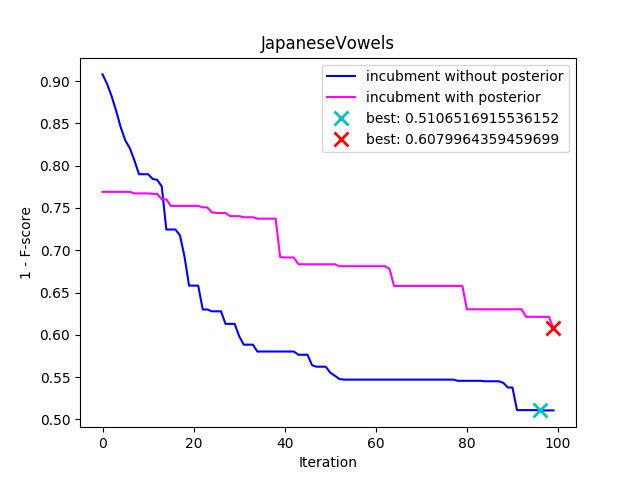 JapaneseVowels
incubment without posterior
incubment with posterior
best: 0.5106516915536152
best: 0.6079964359459699
1 - F-score
0.90
0.85
0.80
0.75
0.70
0.65
0.60
0.55
0.50
0 20 40 60 80 100
Iteration